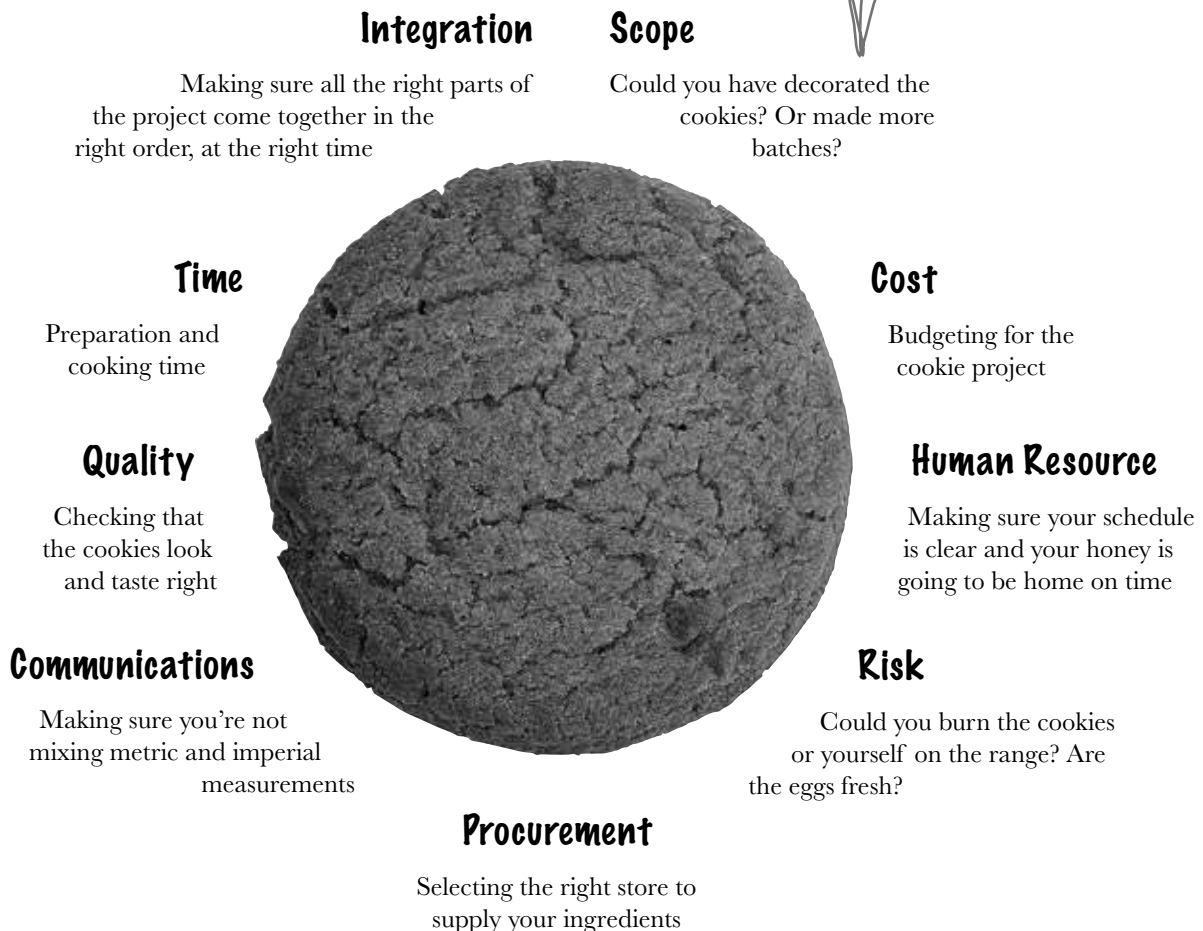 Integration
Making sure all the right parts of
the project come together in the
right order, at the right time
Scope
Could you have decorated the
cookies? Or made more
batches?
Time
Preparation and
cooking time
Cost
Budgeting for the
cookie project
Quality
Checking that
the cookies look
and taste right
Human Resource
Making sure your schedule
is clear and your honey is
going to be home on time
Communications
Making sure you’re not
mixing metric and imperial
measurements
Risk
Could you burn the cookies
or yourself on the range? Are
the eggs fresh?
Procurement
Selecting the right store to
supply your ingredients